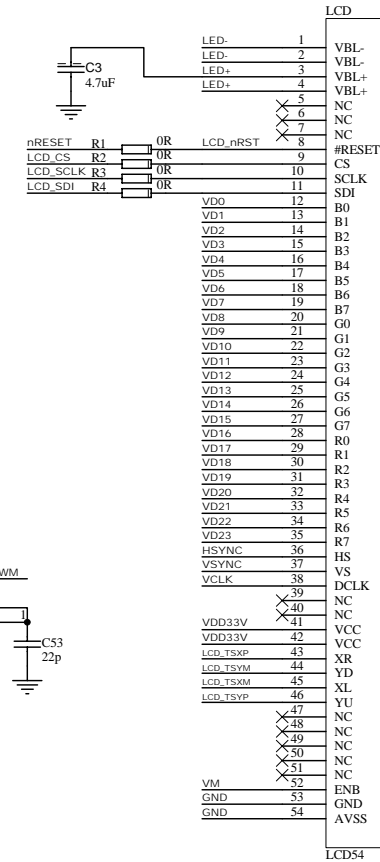 LCD
LED- 1 VBL-
LED- 2 VBL-
LED+ 3 VBL+
LED+ 4 VBL+
C3
4.7uF
5 NC
6 NC
7 NC
nRESET R1 0R LCD_nRST 8 #RESET
LCD_CS R2 0R 9 CS
LCD_SCLK R3 0R 10 SCLK
LCD_SDI R4 0R 11 SDI
VD0 12 B0
VD1 13 B1
VD2 14 B2
VD3 15 B3
VD4 16 B4
VD5 17 B5
VD6 18 B6
VD7 19 B7
VD8 20 G0
VD9 21 G1
VD10 22 G2
VD11 23 G3
VD12 24 G4
VD13 25 G5
VD14 26 G6
VD15 27 G7
VD16 28 R0
VD17 29 R1
VD18 30 R2
VD19 31 R3
VD20 32 R4
VD21 33 R5
VD22 34 R6
VD23 35 R7
HSYNC 36 HS
VSYNC 37 VS
VCLK 38 DCLK
WM
39 NC
40 NC
1
VDD33V 41 VCC
VDD33V 42 VCC
C53
22p
LCD_TSXP 43 XR
LCD_TSYM 44 YD
LCD_TSXM 45 XL
LCD_TSYP 46 YU
47 NC
48 NC
49 NC
50 NC
51 NC
VM 52 ENB
GND 53 GND
GND 54 AVSS
LCD54